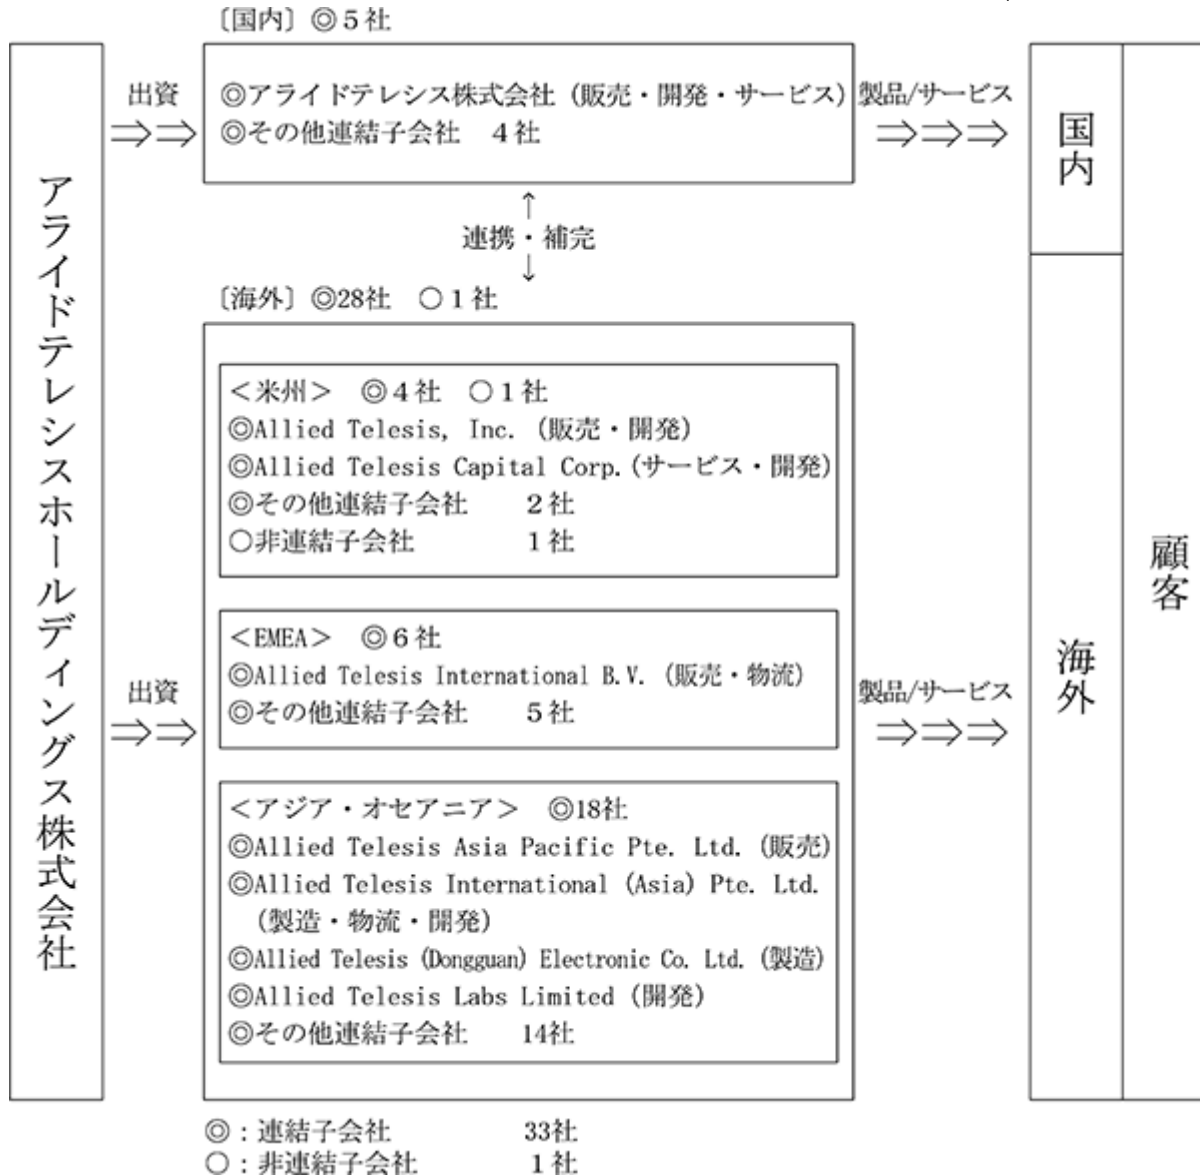 〔国内〕◎５社
アライドテレシスホールディングス株式会社
出資
⇒⇒
◎アライドテレシス株式会社（販売・開発・サービス）
◎その他連結子会社　４社
製品/サービス
⇒⇒⇒
国内
顧客
↑
連携・補完
↓
〔海外〕◎28社　○１社
出資
⇒⇒
＜米州＞　◎４社　○１社
◎Allied Telesis, Inc.（販売・開発）
◎Allied Telesis Capital Corp.（サービス・開発）
◎その他連結子会社　２社
○非連結子会社　１社
＜EMEA＞　◎６社
◎Allied Telesis International B.V.（販売・物流）
◎その他連結子会社　５社
＜アジア・オセアニア＞　◎18社
◎Allied Telesis Asia Pacific Pte. Ltd.（販売）
◎Allied Telesis International (Asia) Pte. Ltd.
（製造・物流・開発）
◎Allied Telesis (Dongguan) Electronic Co. Ltd.（製造）
◎Allied Telesis Labs Limited（開発）
◎その他連結子会社　14社
製品/サービス
⇒⇒⇒
海外
◎：連結子会社　33社
○：非連結子会社　１社